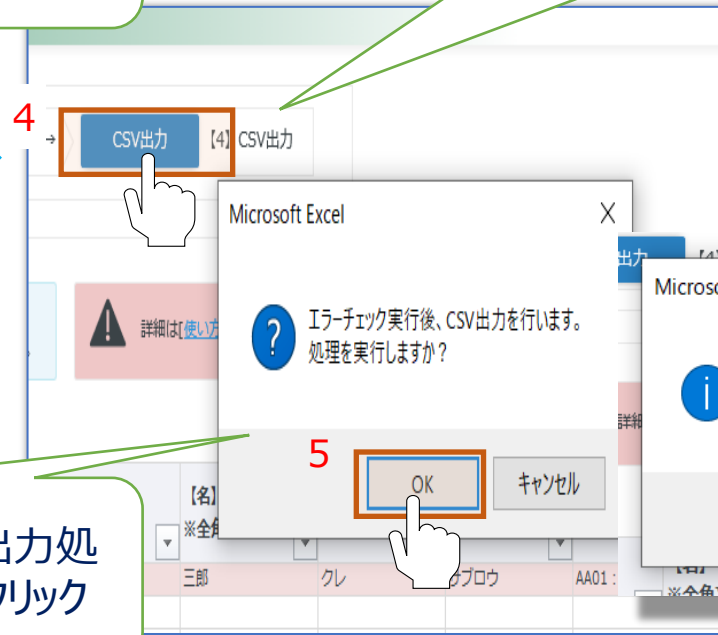 4
→
CSV出力
【4】CSV出力
Microsoft Excel
X
出力
Microso
詳細は[使い方
?
エラーチェック実行後、CSV出力を行います。
処理を実行しますか？
i
5
OK
キャンセル
出力処
クリック
【名】
※全角
三郎
クレ
サブロウ
AA01 :